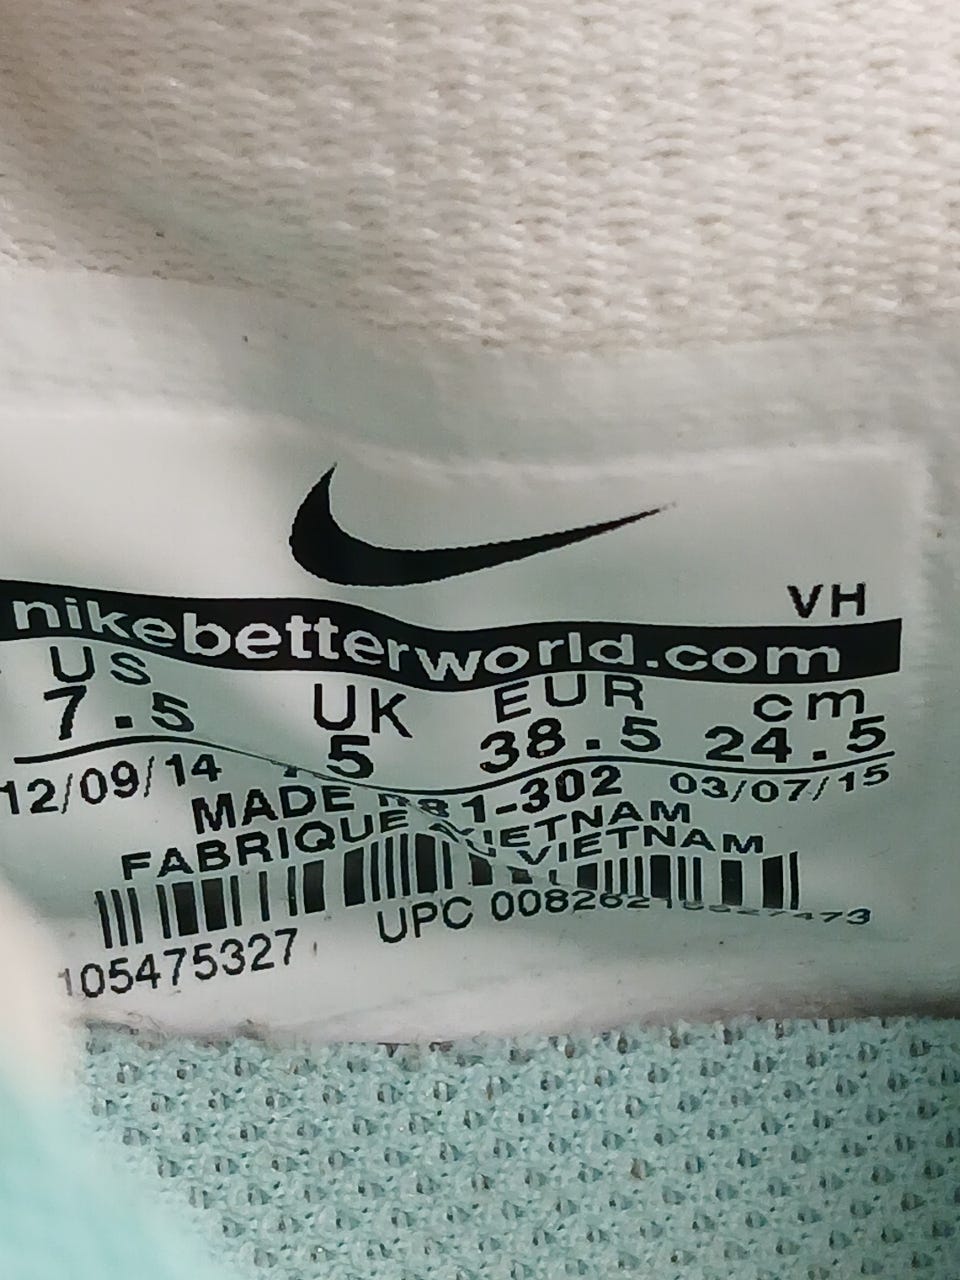 VH
nikebetterworld.com
US UK EUR cm
7.5 5 38.5 24.5
12/09/14 03/07/15
MADE VIETNAM
FABRIQUE VIETNAM
UPC
105475327